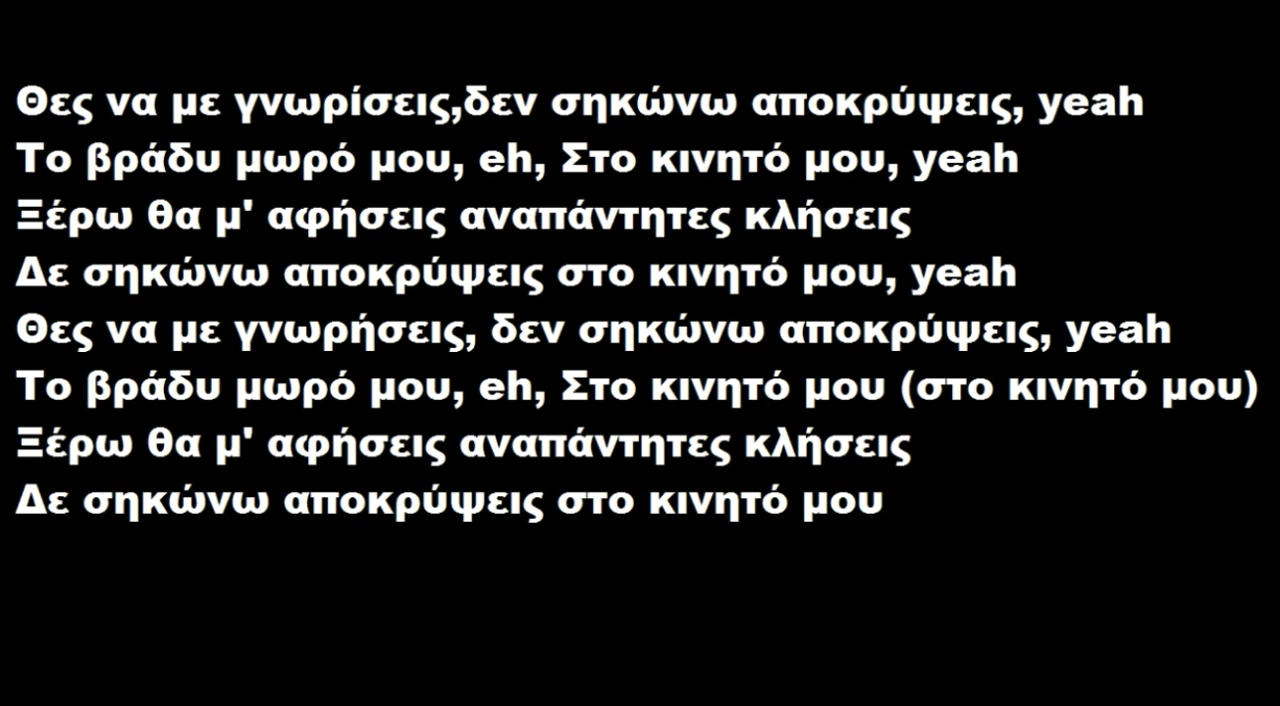 Θες να με γνωρίσεις,δεν σηκώνω αποκρύψεις, yeah
Το βράδυ μωρό μου, eh, Στο κινητό μου, yeah
Ξέρω θα μ' αφήσεις αναπάντητες κλήσεις
Δε σηκώνω αποκρύψεις στο κινητό μου, yeah
Θες να με γνωρήσεις, δεν σηκώνω αποκρύψεις, yeah
Το βράδυ μωρό μου, eh, Στο κινητό μου (στο κινητό μου)
Ξέρω θα μ' αφήσεις αναπάντητες κλήσεις
Δε σηκώνω αποκρύψεις στο κινητό μου